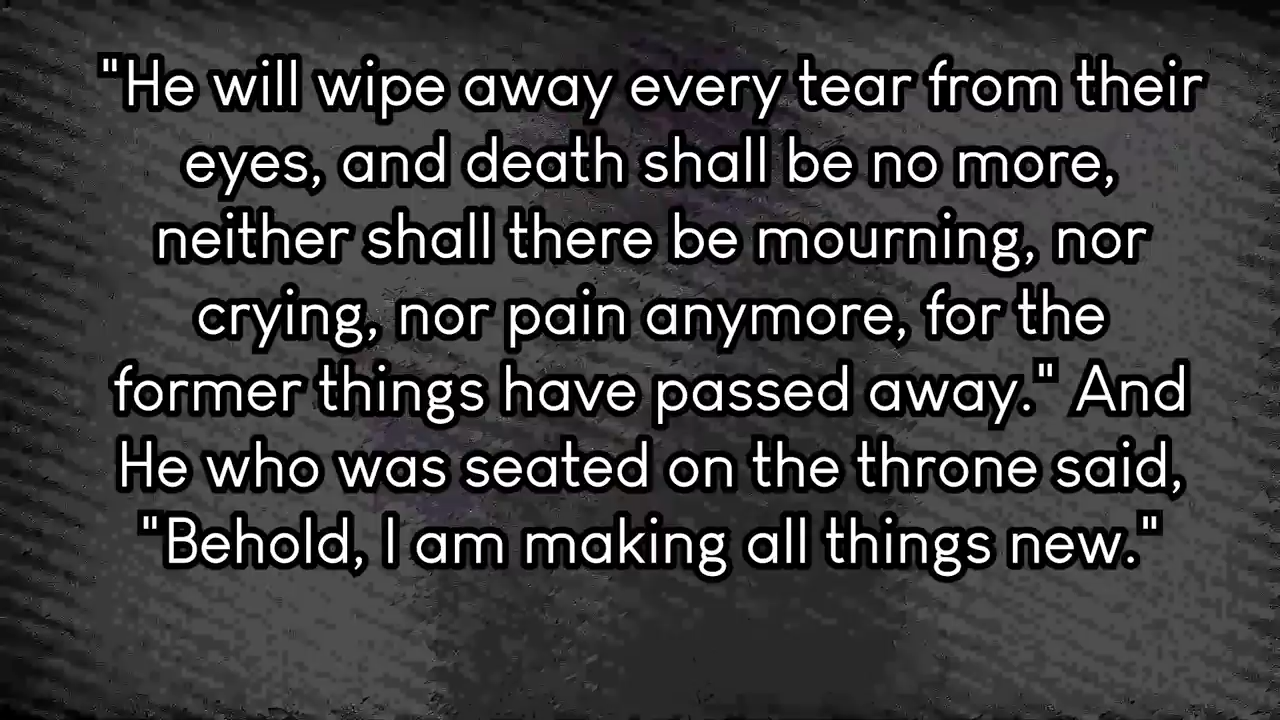 "He will wipe away every tear from their
eyes, and death shall be no more,
neither shall there be mourning, nor
crying, nor pain anymore, for the
former things have passed away." And
He who was seated on the throne said,
"Behold, I am making all things new."